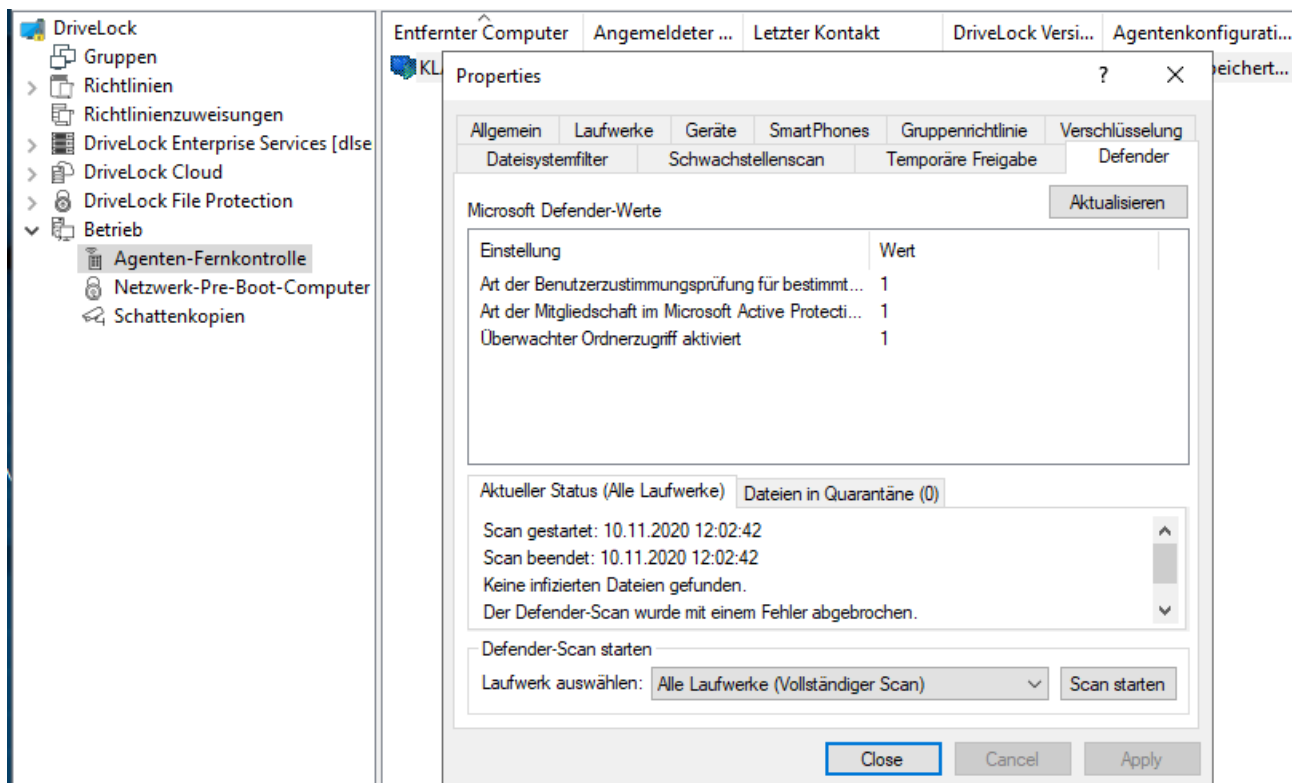 DriveLock
Gruppen
Richtlinien
Richtlinienzuweisungen
DriveLock Enterprise Services [dlse
DriveLock Cloud
DriveLock File Protection
Betrieb
Agenten-Fernkontrolle
Netzwerk-Pre-Boot-Computer
Schattenkopien
Entfernter Computer Angemeldeter ... Letzter Kontakt DriveLock Versi... Agentenkonfigurati...
KL
eichert...
Properties ?
Allgemein Laufwerke Geräte SmartPhones Gruppenrichtlinie Verschlüsselung
Dateisystemfilter Schwachstellenscan Temporäre Freigabe Defender
Microsoft Defender-Werte Aktualisieren
Einstellung Wert
Art der Benutzerzustimmungsprüfung für bestimmt... 1
Art der Mitgliedschaft im Microsoft Active Protecti... 1
Überwachter Ordnerzugriff aktiviert 1
Aktueller Status (Alle Laufwerke) Dateien in Quarantäne (0)
Scan gestartet: 10.11.2020 12:02:42
Scan beendet: 10.11.2020 12:02:42
Keine infizierten Dateien gefunden.
Der Defender-Scan wurde mit einem Fehler abgebrochen.
Defender-Scan starten
Laufwerk auswählen: Alle Laufwerke (Vollständiger Scan) Scan starten
Close Cancel Apply